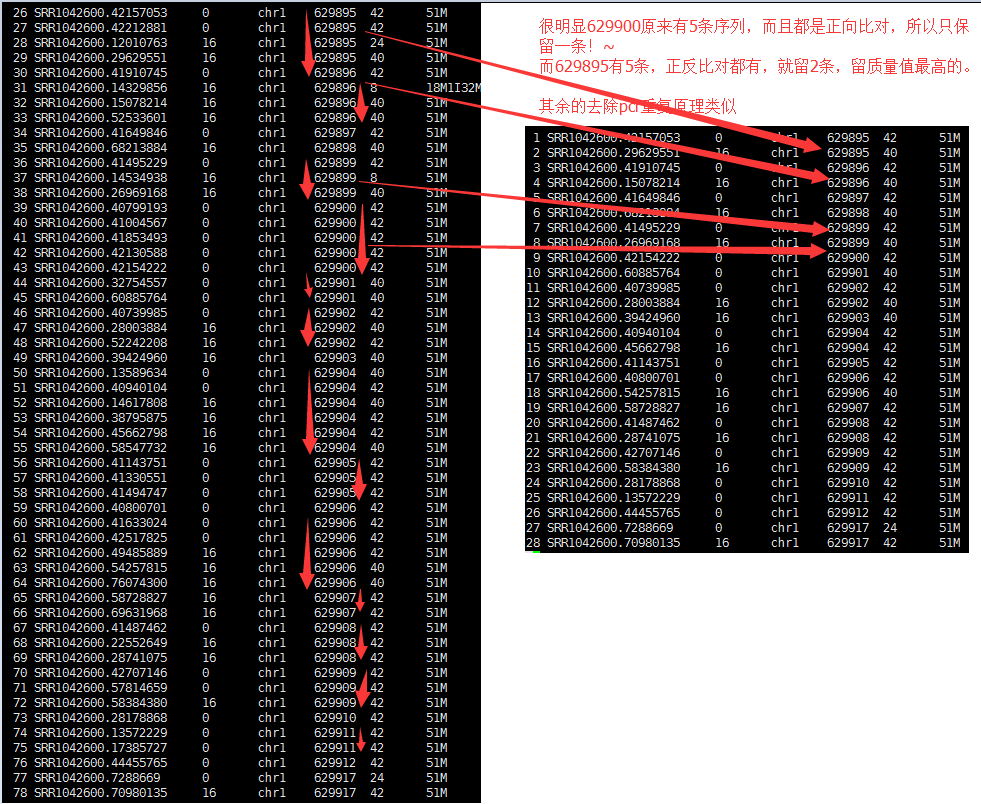 26 SRR1042600.42157053 0 chr1 629895 42 51M
27 SRR1042600.42212881 0 chr1 629895 42 51M
28 SRR1042600.12010763 16 chr1 629895 24 51M
29 SRR1042600.29629551 16 chr1 629895 40 51M
30 SRR1042600.41910745 0 chr1 629896 42 51M
31 SRR1042600.14329856 16 chr1 629896 8 18M1I32M
32 SRR1042600.15078214 16 chr1 629896 40 51M
33 SRR1042600.52533601 16 chr1 629896 40 51M
34 SRR1042600.41649846 0 chr1 629897 42 51M
35 SRR1042600.68213884 16 chr1 629898 40 51M
36 SRR1042600.41495229 0 chr1 629899 42 51M
37 SRR1042600.14534938 16 chr1 629899 8 51M
38 SRR1042600.26969168 16 chr1 629899 40 51M
39 SRR1042600.40799193 0 chr1 629900 42 51M
40 SRR1042600.41004567 0 chr1 629900 42 51M
41 SRR1042600.41853493 0 chr1 629900 42 51M
42 SRR1042600.42130588 0 chr1 629900 42 51M
43 SRR1042600.42154222 0 chr1 629900 42 51M
44 SRR1042600.32754557 0 chr1 629901 40 51M
45 SRR1042600.60885764 0 chr1 629901 40 51M
46 SRR1042600.40739985 0 chr1 629902 42 51M
47 SRR1042600.28003884 16 chr1 629902 40 51M
48 SRR1042600.52242208 16 chr1 629902 42 51M
49 SRR1042600.39424960 16 chr1 629903 40 51M
50 SRR1042600.13589634 0 chr1 629904 40 51M
51 SRR1042600.40940104 0 chr1 629904 42 51M
52 SRR1042600.14617808 16 chr1 629904 40 51M
53 SRR1042600.38795875 16 chr1 629904 42 51M
54 SRR1042600.45662798 16 chr1 629904 42 51M
55 SRR1042600.58547732 16 chr1 629904 40 51M
56 SRR1042600.41143751 0 chr1 629905 42 51M
57 SRR1042600.41330551 0 chr1 629905 42 51M
58 SRR1042600.41494747 0 chr1 629905 42 51M
59 SRR1042600.40800701 0 chr1 629906 42 51M
60 SRR1042600.41633024 0 chr1 629906 42 51M
61 SRR1042600.42517825 0 chr1 629906 42 51M
62 SRR1042600.49485889 16 chr1 629906 42 51M
63 SRR1042600.54257815 16 chr1 629906 40 51M
64 SRR1042600.76074300 16 chr1 629906 40 51M
65 SRR1042600.58728827 16 chr1 629907 42 51M
66 SRR1042600.69631968 16 chr1 629907 42 51M
67 SRR1042600.41487462 0 chr1 629908 42 51M
68 SRR1042600.22552649 16 chr1 629908 42 51M
69 SRR1042600.28741075 16 chr1 629908 42 51M
70 SRR1042600.42707146 0 chr1 629909 42 51M
71 SRR1042600.57814659 0 chr1 629909 42 51M
72 SRR1042600.58384380 16 chr1 629909 42 51M
73 SRR1042600.28178868 0 chr1 629910 42 51M
74 SRR1042600.13572229 0 chr1 629911 42 51M
75 SRR1042600.17385727 0 chr1 629911 42 51M
76 SRR1042600.44455765 0 chr1 629912 42 51M
77 SRR1042600.7288669 0 chr1 629917 24 51M
78 SRR1042600.70980135 16 chr1 629917 42 51M
很明显629900原来有5条序列，而且都是正向比对，所以只保
留一条！~
而629895有5条，正反比对都有，就留2条，留质量值最高的。
其余的去除pcr重复原理类似
1 SRR1042600.42157053 0 chr1 629895 42 51M
2 SRR1042600.29629551 16 chr1 629895 40 51M
3 SRR1042600.41910745 0 chr1 629896 42 51M
4 SRR1042600.15078214 16 chr1 629896 40 51M
5 SRR1042600.41649846 0 chr1 629897 42 51M
6 SRR1042600.68213884 16 chr1 629898 40 51M
7 SRR1042600.41495229 0 chr1 629899 42 51M
8 SRR1042600.26969168 16 chr1 629899 40 51M
9 SRR1042600.42154222 0 chr1 629900 42 51M
10 SRR1042600.60885764 0 chr1 629901 40 51M
11 SRR1042600.40739985 0 chr1 629902 42 51M
12 SRR1042600.28003884 16 chr1 629902 40 51M
13 SRR1042600.39424960 16 chr1 629903 40 51M
14 SRR1042600.40940104 0 chr1 629904 42 51M
15 SRR1042600.45662798 16 chr1 629904 42 51M
16 SRR1042600.41143751 0 chr1 629905 42 51M
17 SRR1042600.40800701 0 chr1 629906 42 51M
18 SRR1042600.54257815 16 chr1 629906 40 51M
19 SRR1042600.58728827 16 chr1 629907 42 51M
20 SRR1042600.41487462 0 chr1 629908 42 51M
21 SRR1042600.28741075 16 chr1 629908 42 51M
22 SRR1042600.42707146 0 chr1 629909 42 51M
23 SRR1042600.58384380 16 chr1 629909 42 51M
24 SRR1042600.28178868 0 chr1 629910 42 51M
25 SRR1042600.13572229 0 chr1 629911 42 51M
26 SRR1042600.44455765 0 chr1 629912 42 51M
27 SRR1042600.7288669 0 chr1 629917 24 51M
28 SRR1042600.70980135 16 chr1 629917 42 51M